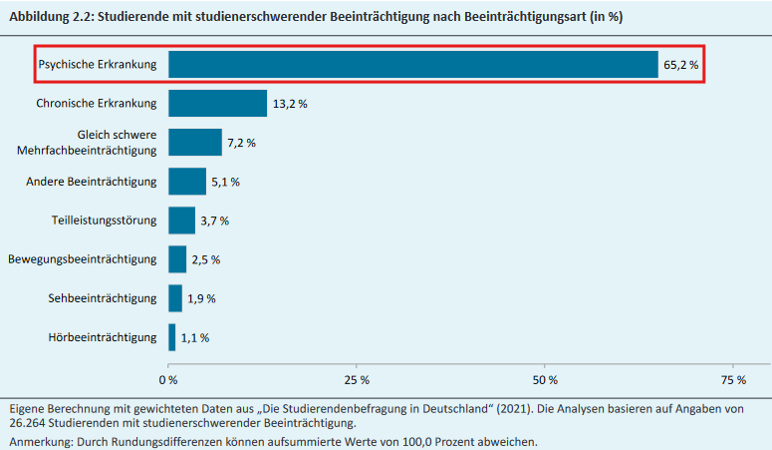 Abbildung 2.2: Studierende mit studienerschwerender Beeinträchtigung nach Beeinträchtigungsart (in %)
Psychische Erkrankung 65,2 %
Chronische Erkrankung 13,2 %
Gleich schwere
Mehrfachbeeinträchtigung 7,2 %
Andere Beeinträchtigung 5,1 %
Teilleistungsstörung 3,7 %
Bewegungsbeeinträchtigung 2,5 %
Sehbeeinträchtigung 1,9 %
Hörbeeinträchtigung 1,1 %
0 % 25 % 50 % 75 %
Eigene Berechnung mit gewichteten Daten aus „Die Studierendenbefragung in Deutschland“ (2021). Die Analysen basieren auf Angaben von
26.264 Studierenden mit studienerschwerender Beeinträchtigung.
Anmerkung: Durch Rundungsdifferenzen können aufsummierte Werte von 100,0 Prozent abweichen.